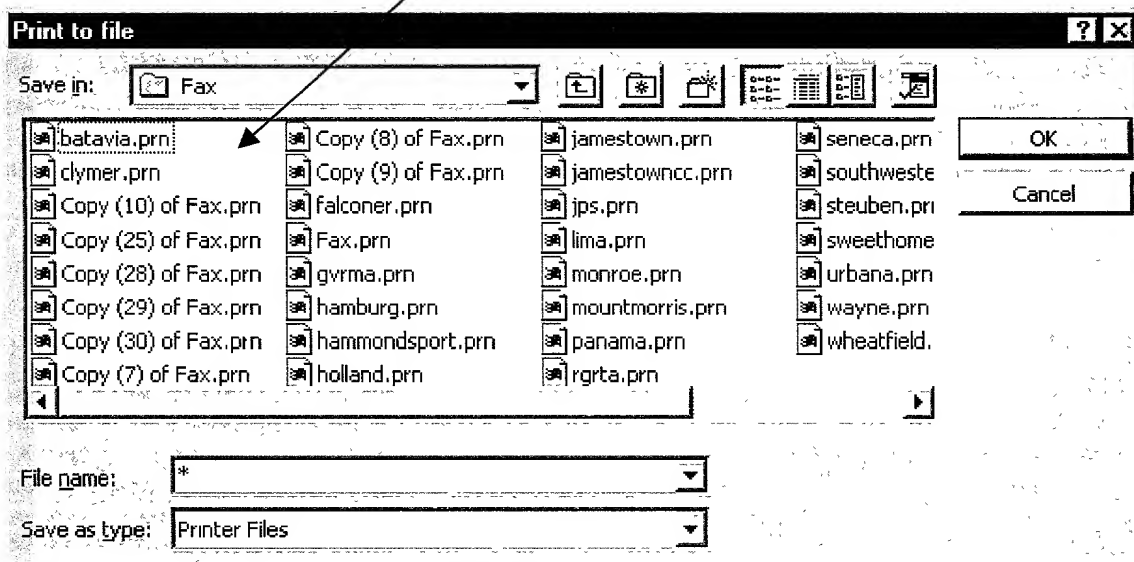 Print to file
Save in: Fax
batavia.prn
clymer.prn
Copy (10) of Fax.prn
Copy (25) of Fax.prn
Copy (28) of Fax.prn
Copy (29) of Fax.prn
Copy (30) of Fax.prn
Copy (7) of Fax.prn
Copy (8) of Fax.prn
Copy (9) of Fax.prn
falconer.prn
Fax.prn
gvrma.prn
hamburg.prn
hammondsport.prn
holland.prn
jamestown.prn
jamestowncc.prn
jps.prn
lima.prn
monroe.prn
mountmorris.prn
panama.prn
rgrta.prn
seneca.prn
southweste
steuben.prn
sweethome
urbana.prn
wayne.prn
wheatfield.
OK
Cancel
File name: *
Save as type: Printer Files